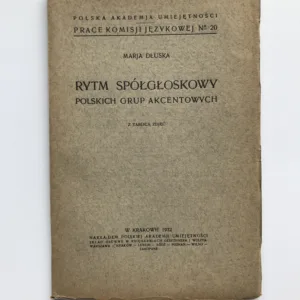 POLSKA AKADEMJA UMIEJĘTNOŚCI
PRACE KOMISJI JĘZYKOWEJ Nr. 20
MARJA DŁUSKA
RYTM SPÓŁGŁOSKOWY
POLSKICH GRUP AKCENTOWYCH
W KRAKOWIE
NAKŁADEM POLSKIEJ AKADEMJI UMIEJĘTNOŚCI